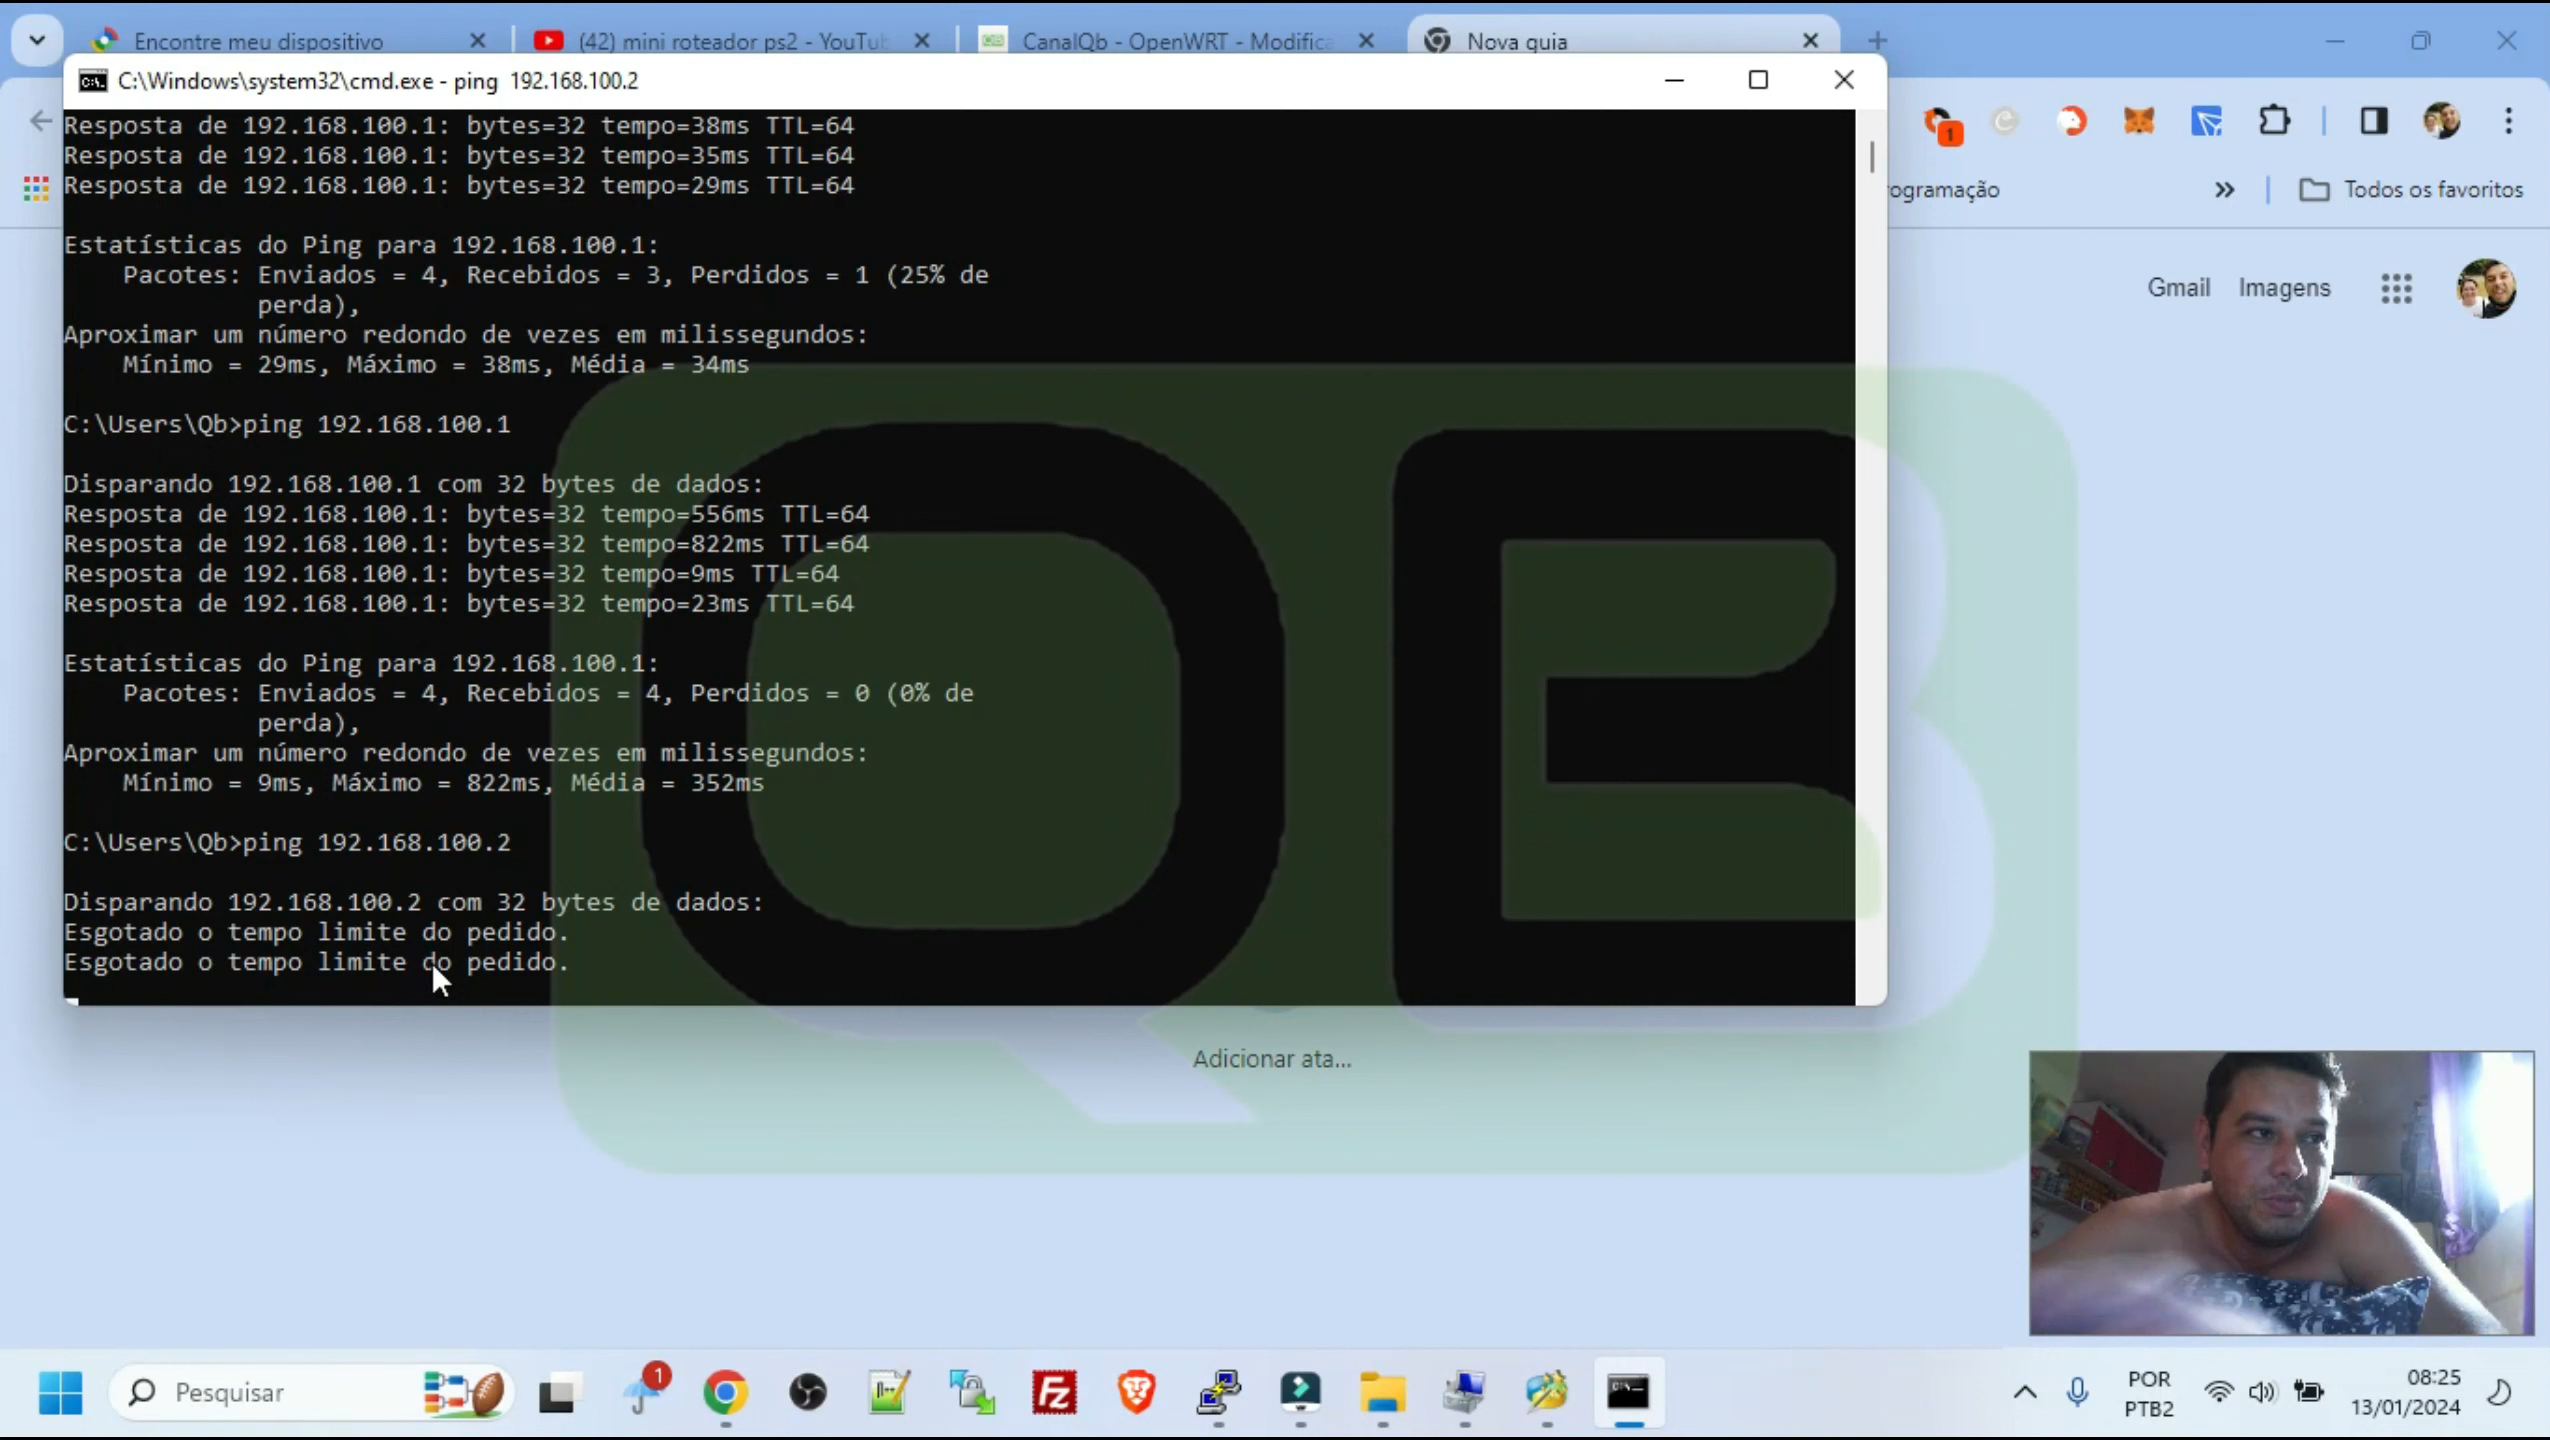 Encontre meu dispositivo
(42) mini roteador ps2 - YouTub
CanalQb - OpenWRT - Modifica
Nova guia
C:\Windows\system32\cmd.exe - ping 192.168.100.2
Resposta de 192.168.100.1: bytes=32 tempo=38ms TTL=64
Resposta de 192.168.100.1: bytes=32 tempo=35ms TTL=64
Resposta de 192.168.100.1: bytes=32 tempo=29ms TTL=64
Estatísticas do Ping para 192.168.100.1:
Pacotes: Enviados = 4, Recebidos = 3, Perdidos = 1 (25% de
perda),
Aproximar um número redondo de vezes em milissegundos:
Mínimo = 29ms, Máximo = 38ms, Média = 34ms
C:\Users\Qb>ping 192.168.100.1
Disparando 192.168.100.1 com 32 bytes de dados:
Resposta de 192.168.100.1: bytes=32 tempo=556ms TTL=64
Resposta de 192.168.100.1: bytes=32 tempo=822ms TTL=64
Resposta de 192.168.100.1: bytes=32 tempo=9ms TTL=64
Resposta de 192.168.100.1: bytes=32 tempo=23ms TTL=64
Estatísticas do Ping para 192.168.100.1:
Pacotes: Enviados = 4, Recebidos = 4, Perdidos = 0 (0% de
perda),
Aproximar um número redondo de vezes em milissegundos:
Mínimo = 9ms, Máximo = 822ms, Média = 352ms
C:\Users\Qb>ping 192.168.100.2
Disparando 192.168.100.2 com 32 bytes de dados:
Esgotado o tempo limite do pedido.
Esgotado o tempo limite do pedido.
1
ogramação
Todos os favoritos
Gmail
Imagens
QB
Adicionar ata...
Pesquisar
1
Fz
POR
PTB2
08:25
13/01/2024